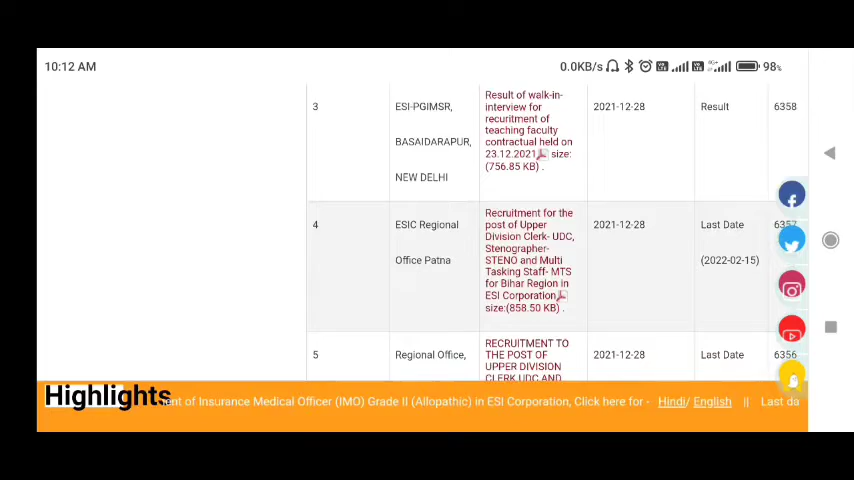 10:12 AM
0.0KB/s
98%
3
ESI-PGIMSR,
BASAIDARAPUR,
NEW DELHI
Result of walk-in-
interview for
recuritment of
teaching faculty
contractual held on
23.12.2021 size:
(756.85 KB) .
2021-12-28
Result
6358
4
ESIC Regional
Office Patna
Recruitment for the
post of Upper
Division Clerk- UDC,
Stenographer-
STENO and Multi
Tasking Staff- MTS
for Bihar Region in
ESI Corporation
size:(858.50 KB) .
2021-12-28
Last Date
(2022-02-15)
6357
5
Regional Office,
RECRUITMENT TO
THE POST OF
UPPER DIVISION
CLERK UDC AND
2021-12-28
Last Date
6356
Highlights
of Insurance Medical Officer (IMO) Grade II (Allopathic) in ESI Corporation, Click here for - Hindi/ English || Last da